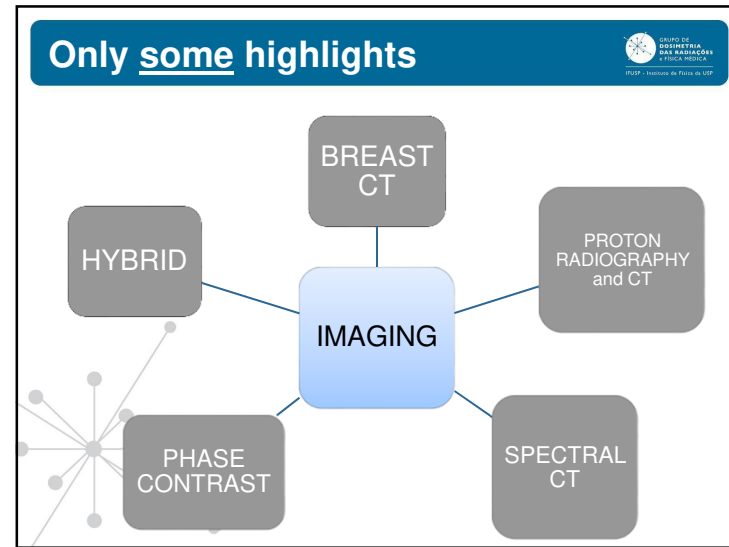 Only some highlights
GRUPO DE
DOSIMETRIA
DAS RADIAÇÕES
e FÍSICA MÉDICA
IFUSP - Instituto de Física da USP
BREAST
CT
HYBRID
PROTON
RADIOGRAPHY
and CT
IMAGING
PHASE
CONTRAST
SPECTRAL
CT